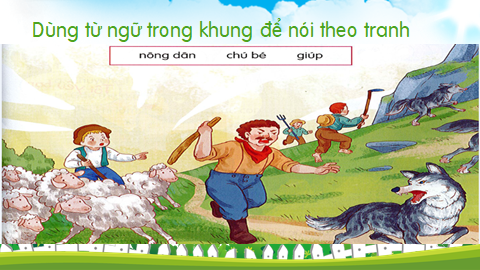 Dùng từ ngữ trong khung để nói theo tranh
nông dân chú bé giúp